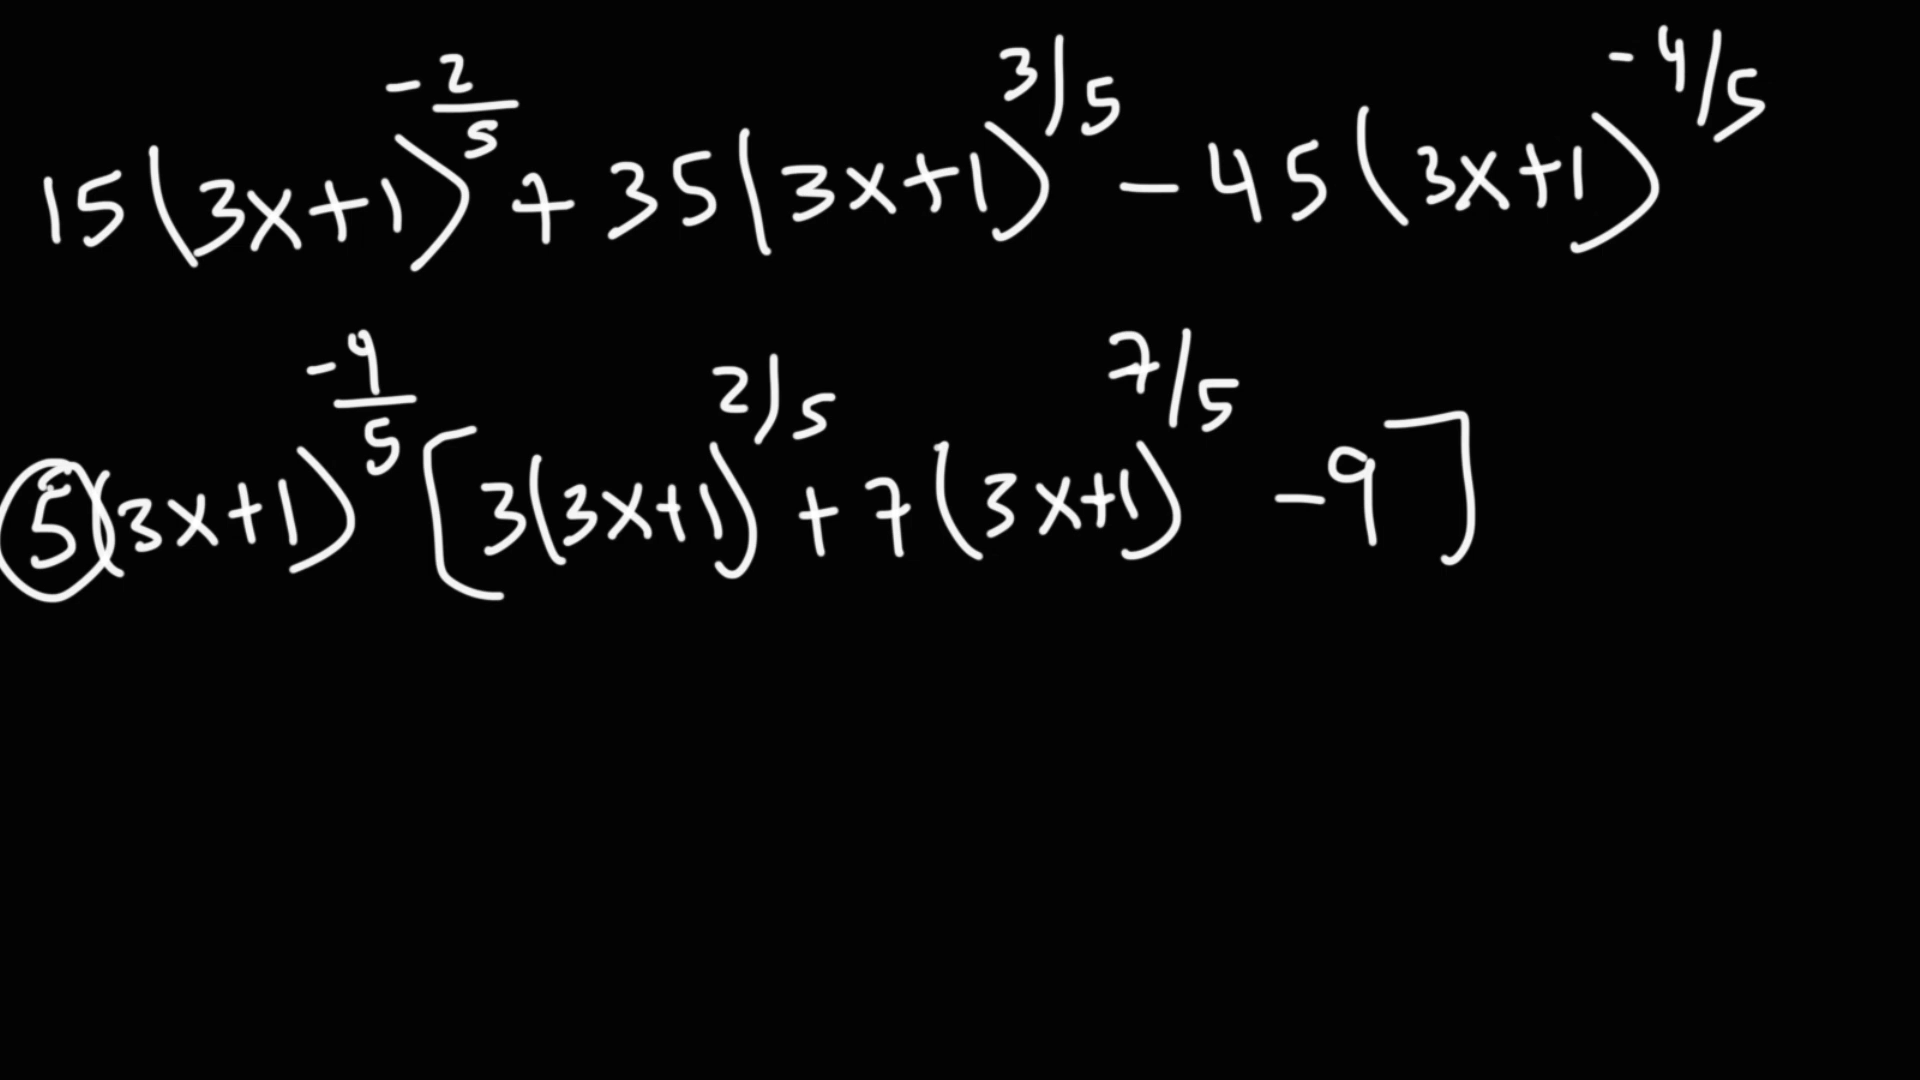 15(3x+1)^{-2/5} + 35(3x+1)^{3/5} - 45(3x+1)^{-4/5}
5(3x+1)^{-4/5} [3(3x+1)^{2/5} + 7(3x+1)^{7/5} - 9]